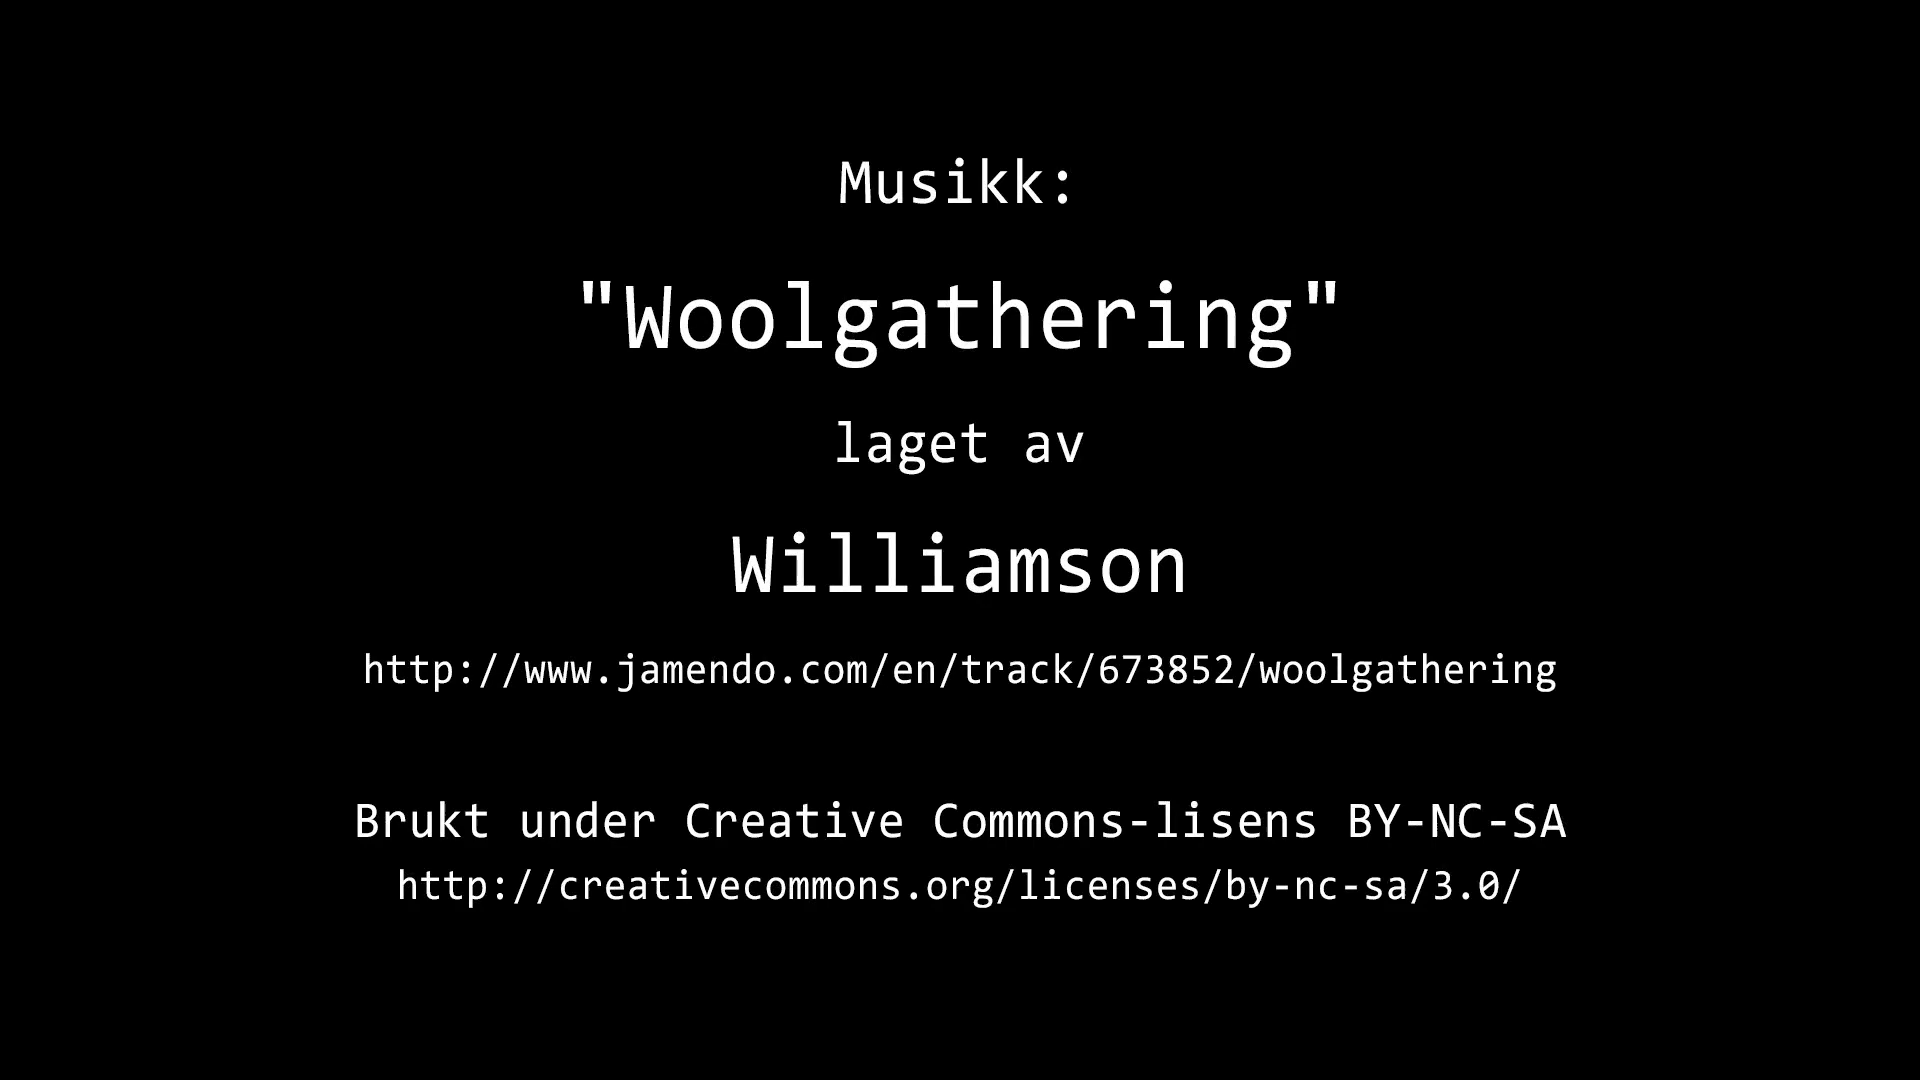 Musikk:
"Woolgathering"
laget av
Williamson
http://www.jamendo.com/en/track/673852/woolgathering
Brukt under Creative Commons-lisens BY-NC-SA
http://creativecommons.org/licenses/by-nc-sa/3.0/